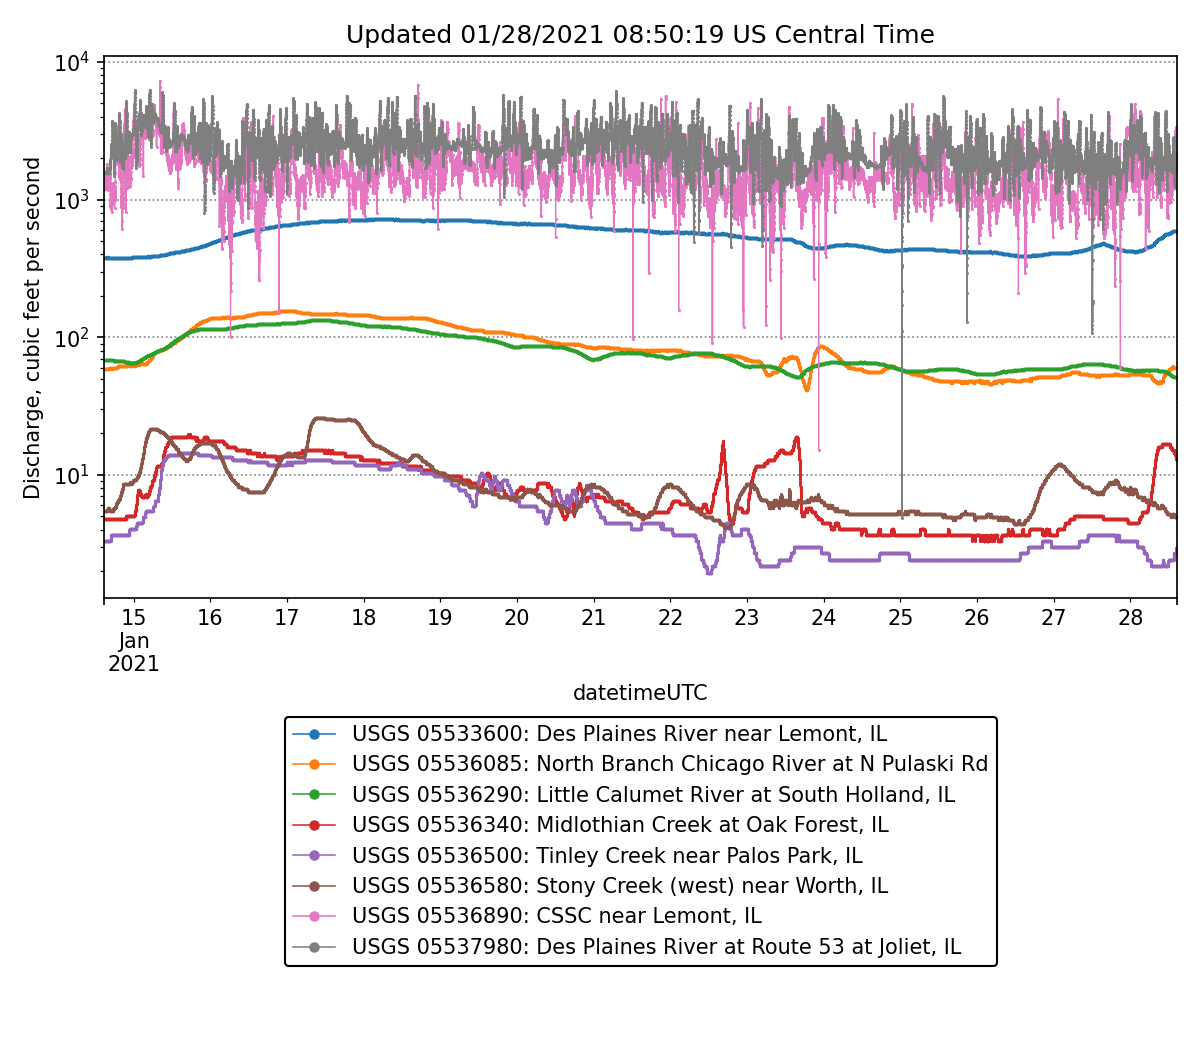 Updated 01/28/2021 08:50:19 US Central Time
Discharge, cubic feet per second
10^4
10^3
10^2
10^1
15 16 17 18 19 20 21 22 23 24 25 26 27 28
Jan
2021
datetimeUTC
USGS 05533600: Des Plaines River near Lemont, IL
USGS 05536085: North Branch Chicago River at N Pulaski Rd
USGS 05536290: Little Calumet River at South Holland, IL
USGS 05536340: Midlothian Creek at Oak Forest, IL
USGS 05536500: Tinley Creek near Palos Park, IL
USGS 05536580: Stony Creek (west) near Worth, IL
USGS 05536890: CSSC near Lemont, IL
USGS 05537980: Des Plaines River at Route 53 at Joliet, IL